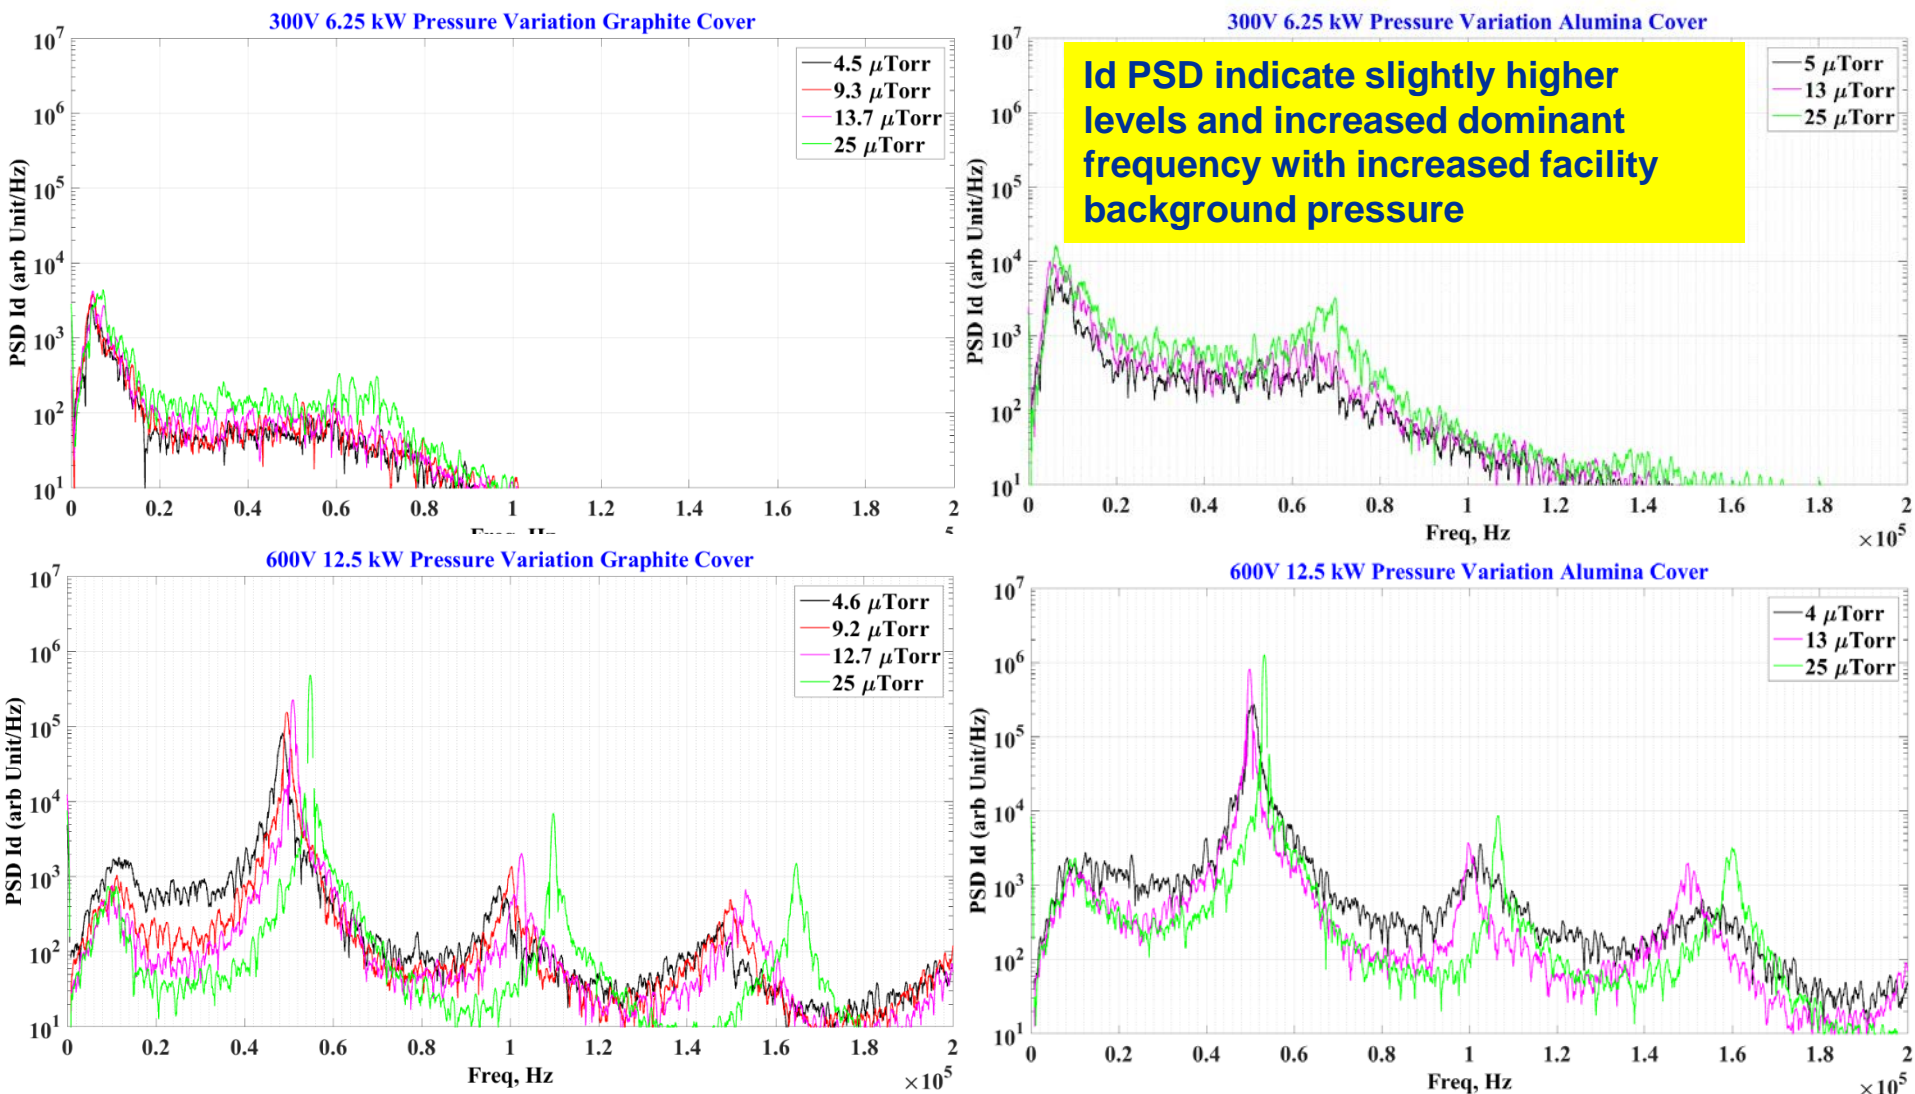 300V 6.25 kW Pressure Variation Graphite Cover
10^7
10^6
10^5
10^4
10^3
10^2
10^1
PSD Id (arb Unit/Hz)
4.5 μTorr
9.3 μTorr
13.7 μTorr
25 μTorr
0 0.2 0.4 0.6 0.8 1 1.2 1.4 1.6 1.8 2
300V 6.25 kW Pressure Variation Alumina Cover
10^7
10^6
10^5
10^4
10^3
10^2
10^1
PSD Id (arb Unit/Hz)
Id PSD indicate slightly higher
levels and increased dominant
frequency with increased facility
background pressure
5 μTorr
13 μTorr
25 μTorr
0 0.2 0.4 0.6 0.8 1 1.2 1.4 1.6 1.8 2
Freq, Hz
×10^5
600V 12.5 kW Pressure Variation Graphite Cover
10^7
10^6
10^5
10^4
10^3
10^2
10^1
PSD Id (arb Unit/Hz)
4.6 μTorr
9.2 μTorr
12.7 μTorr
25 μTorr
0 0.2 0.4 0.6 0.8 1 1.2 1.4 1.6 1.8 2
Freq, Hz
×10^5
600V 12.5 kW Pressure Variation Alumina Cover
10^7
10^6
10^5
10^4
10^3
10^2
10^1
PSD Id (arb Unit/Hz)
4 μTorr
13 μTorr
25 μTorr
0 0.2 0.4 0.6 0.8 1 1.2 1.4 1.6 1.8 2
Freq, Hz
×10^5